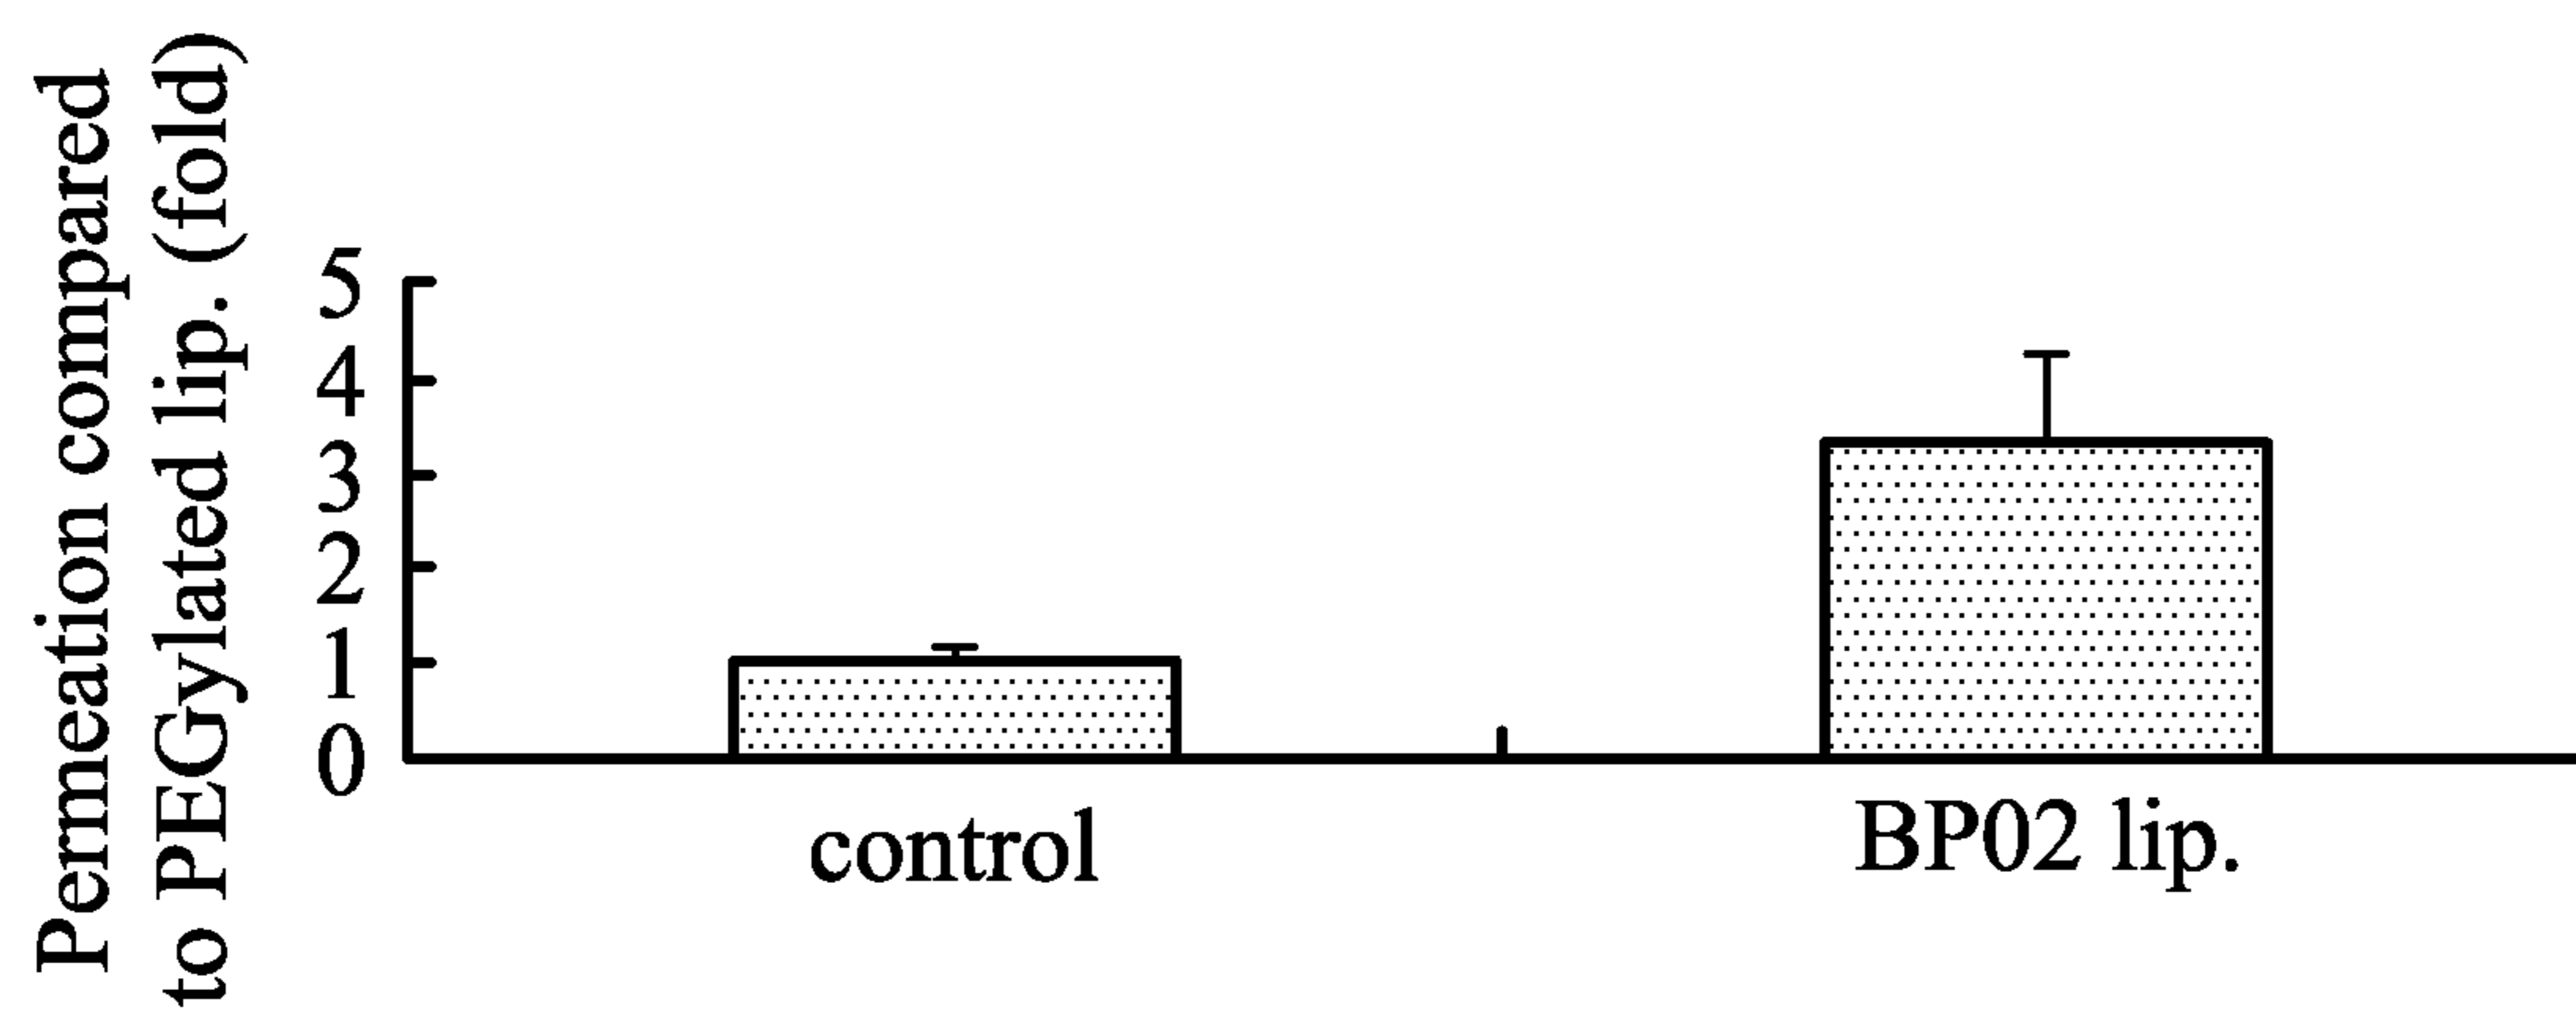 Permeation compared
to PEGylated lip. (fold)
5
4
3
2
1
0
control
BP02 lip.